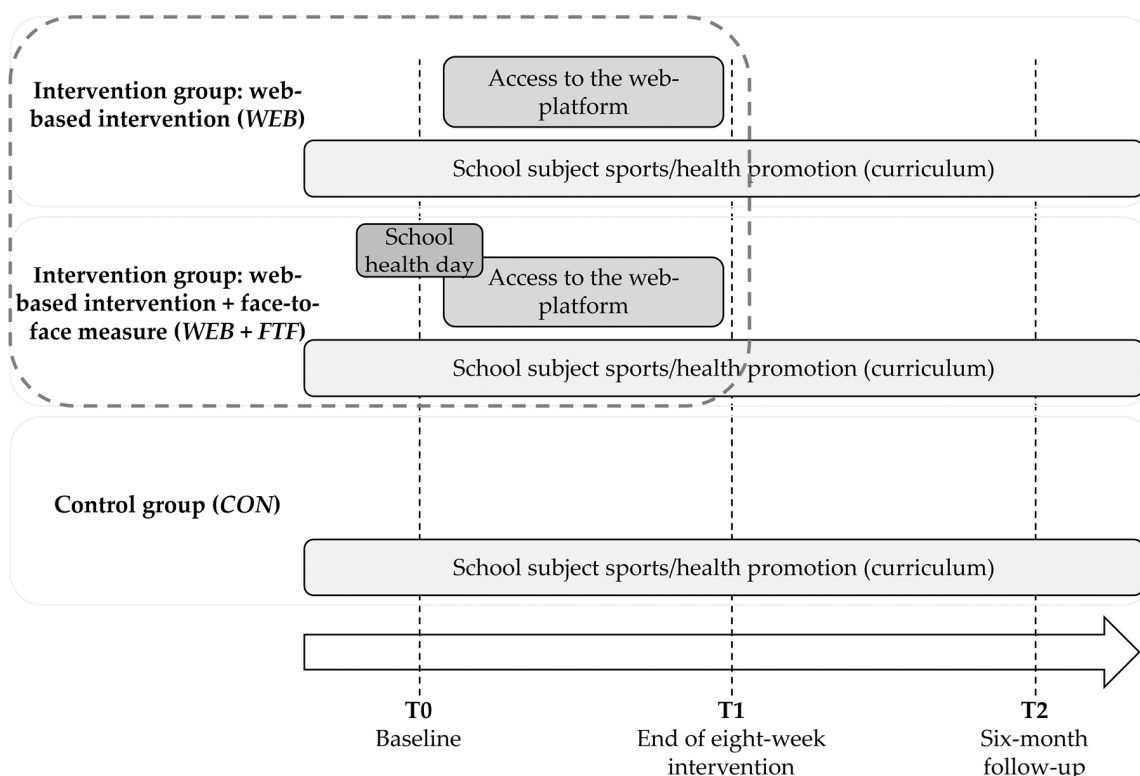 Intervention group: web-
based intervention (WEB)
Access to the web-
platform
School subject sports/health promotion (curriculum)
Intervention group: web-
based intervention + face-to-
face measure (WEB + FTF)
School
health day
Access to the web-
platform
School subject sports/health promotion (curriculum)
Control group (CON)
School subject sports/health promotion (curriculum)
T0
Baseline
T1
End of eight-week
intervention
T2
Six-month
follow-up